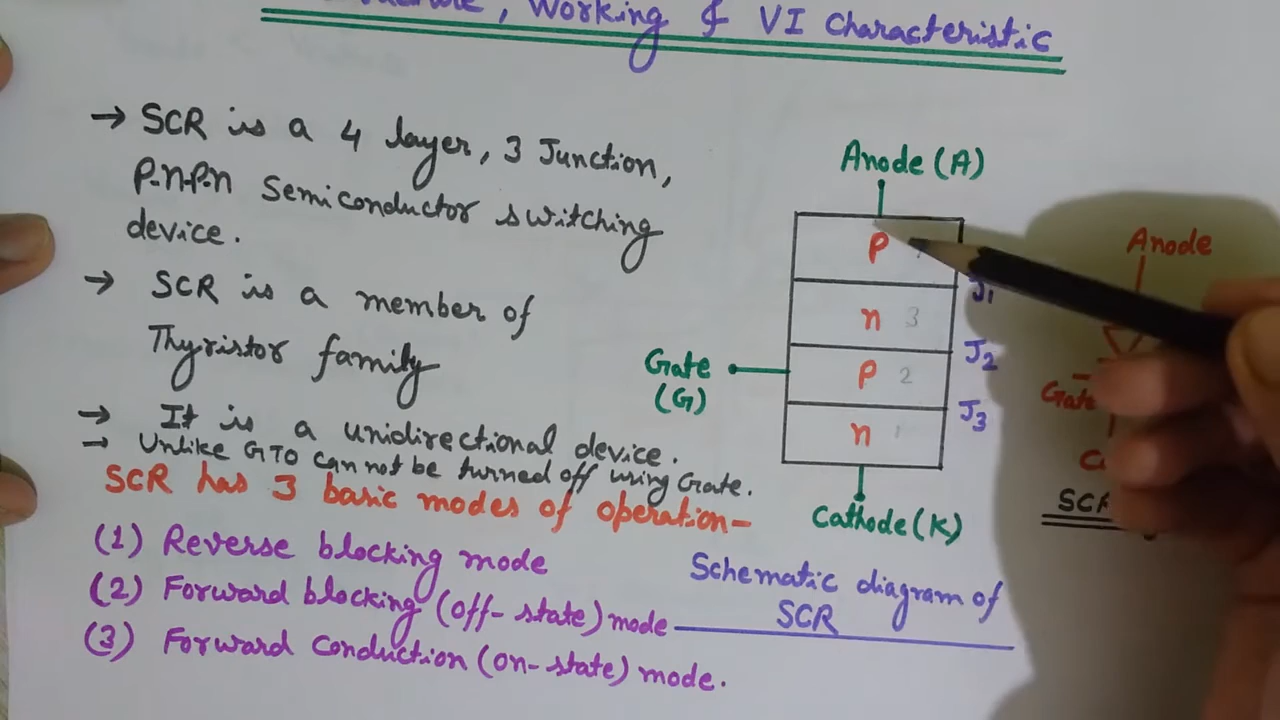 , Working & VI Characteristic
→ SCR is a 4 layer, 3 Junction,
P-n-P-n Semiconductor switching
device.
→ SCR is a member of
Thyristor family
→ It is a unidirectional device.
→ Unlike GTO can not be turned off using Gate.
SCR has 3 basic modes of operation-
(1) Reverse blocking mode
(2) Forward blocking (off-state) mode
(3) Forward Conduction (on-state) mode.
Anode (A)
P
J1
n 3
J2
Gate
(G)
P 2
J3
n 1
Cathode (K)
Schematic diagram of
SCR
Anode
Gate